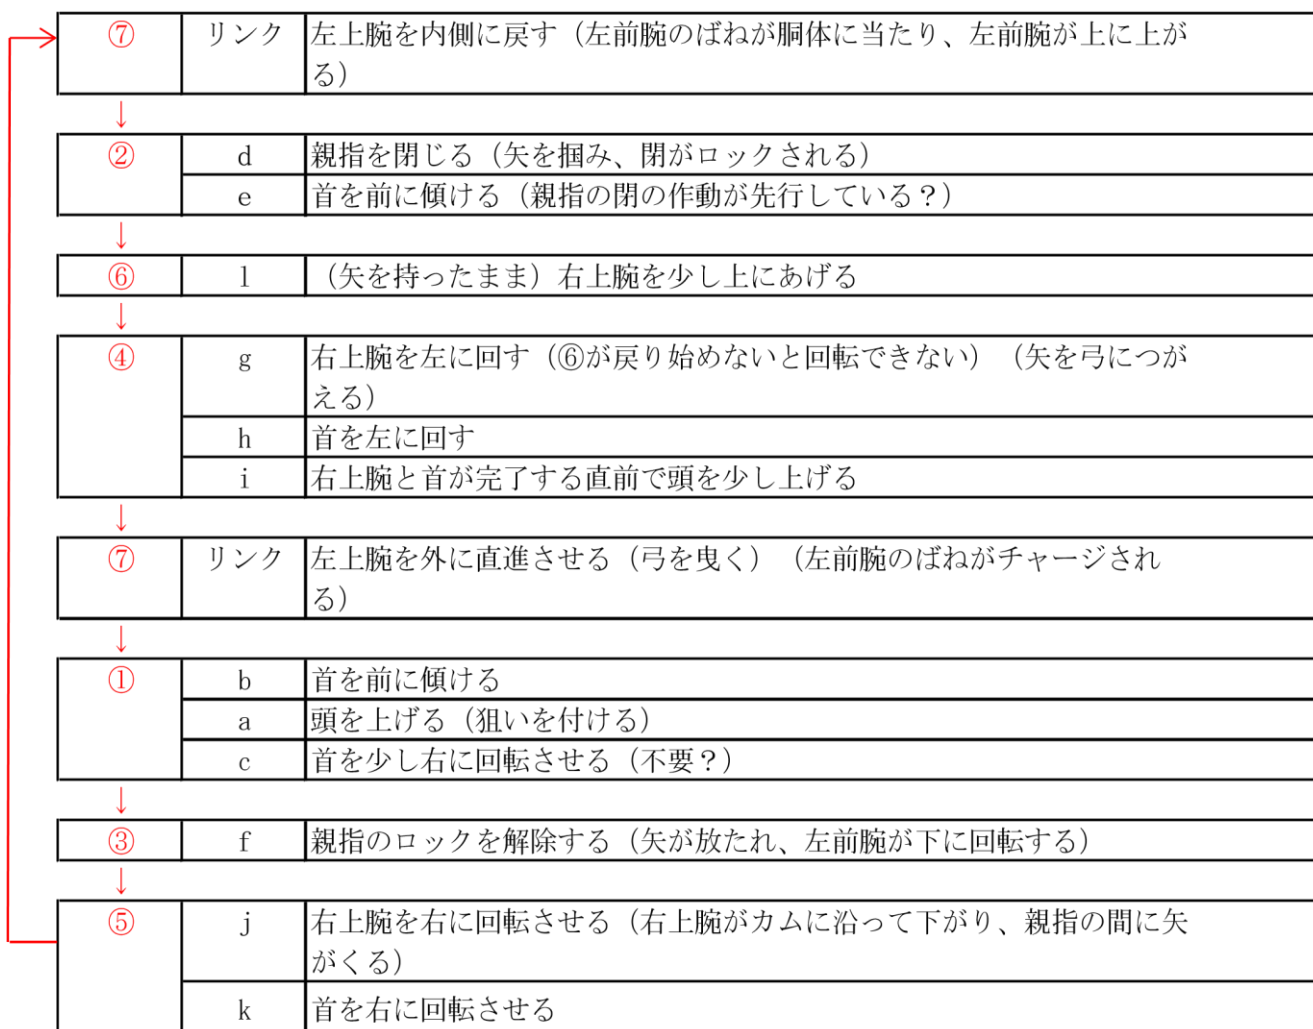 ⑦ リンク 左上腕を内側に戻す（左前腕のばねが胴体に当たり、左前腕が上に上が
る）
↓
② d 親指を閉じる（矢を掴み、閉がロックされる）
e 首を前に傾ける（親指の閉の作動が先行している？）
↓
⑥ l （矢を持ったまま）右上腕を少し上にあげる
↓
④ g 右上腕を左に回す（⑥が戻り始めないと回転できない）（矢を弓につが
える）
h 首を左に回す
i 右上腕と首が完了する直前で頭を少し上げる
↓
⑦ リンク 左上腕を外に直進させる（弓を曳く）（左前腕のばねがチャージされ
る）
↓
① b 首を前に傾ける
a 頭を上げる（狙いを付ける）
c 首を少し右に回転させる（不要？）
↓
③ f 親指のロックを解除する（矢が放たれ、左前腕が下に回転する）
↓
⑤ j 右上腕を右に回転させる（右上腕がカムに沿って下がり、親指の間に矢
がくる）
k 首を右に回転させる